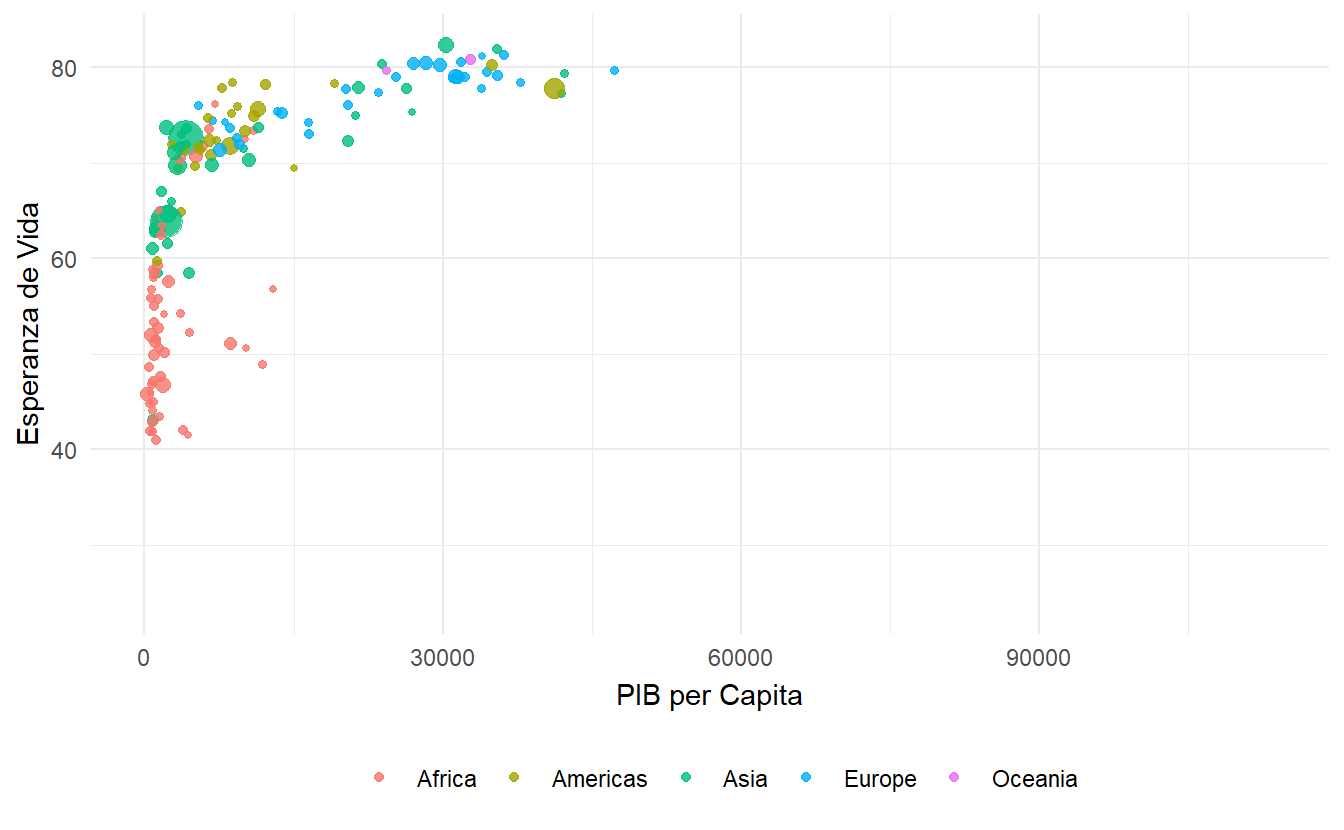 80
60
40
Esperanza de Vida
0 30000 60000 90000
PIB per Capita
Africa Americas Asia Europe Oceania